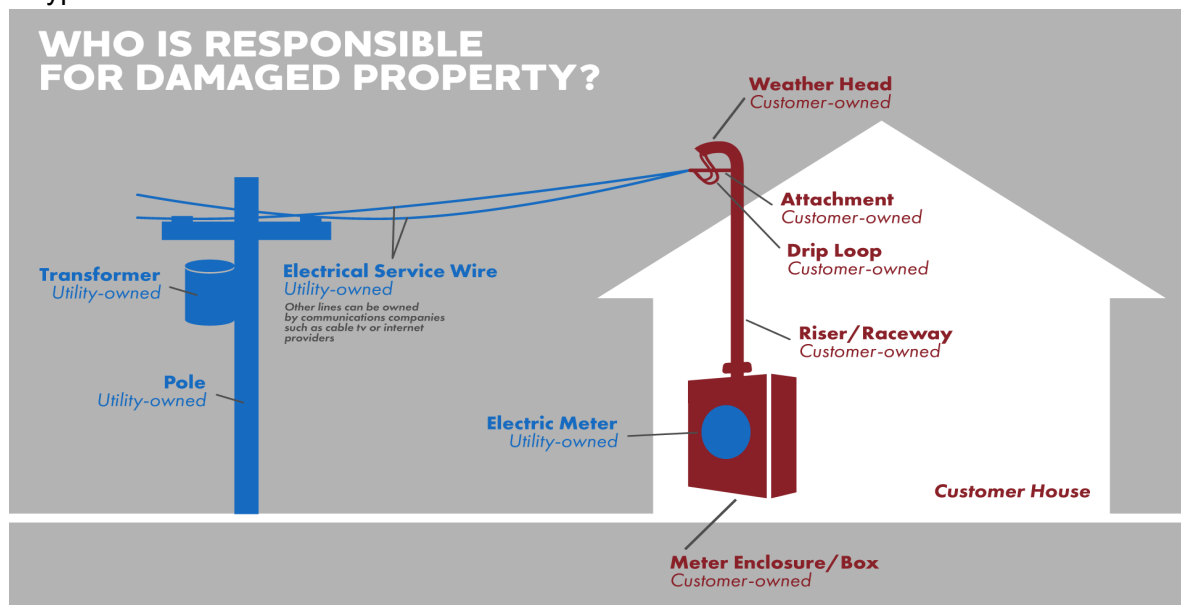 WHO IS RESPONSIBLE
FOR DAMAGED PROPERTY?
Weather Head
Customer-owned
Attachment
Customer-owned
Drip Loop
Customer-owned
Transformer
Utility-owned
Electrical Service Wire
Utility-owned
Other lines can be owned
by communications companies
such as cable tv or internet
providers
Riser/Raceway
Customer-owned
Pole
Utility-owned
Electric Meter
Utility-owned
Customer House
Meter Enclosure/Box
Customer-owned